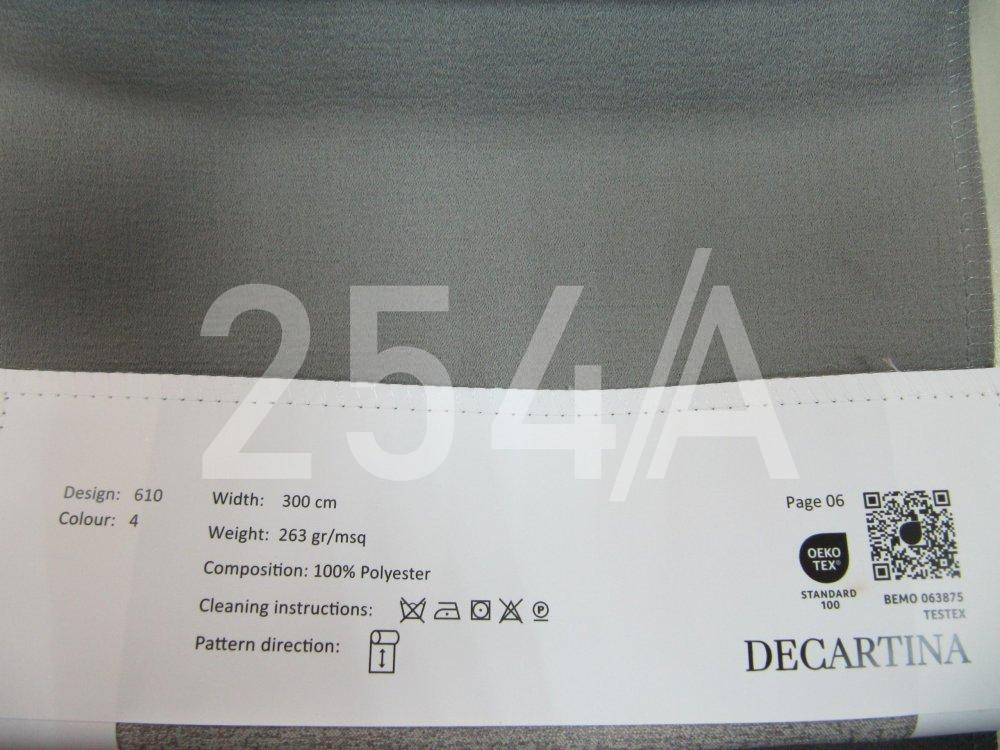 254/A
Design: 610
Colour: 4
Width: 300 cm
Weight: 263 gr/msq
Composition: 100% Polyester
Cleaning instructions:
P
Pattern direction:
Page 06
OEKO
TEX®
STANDARD
100
BEMO 063875
TESTEX
DECARTINA